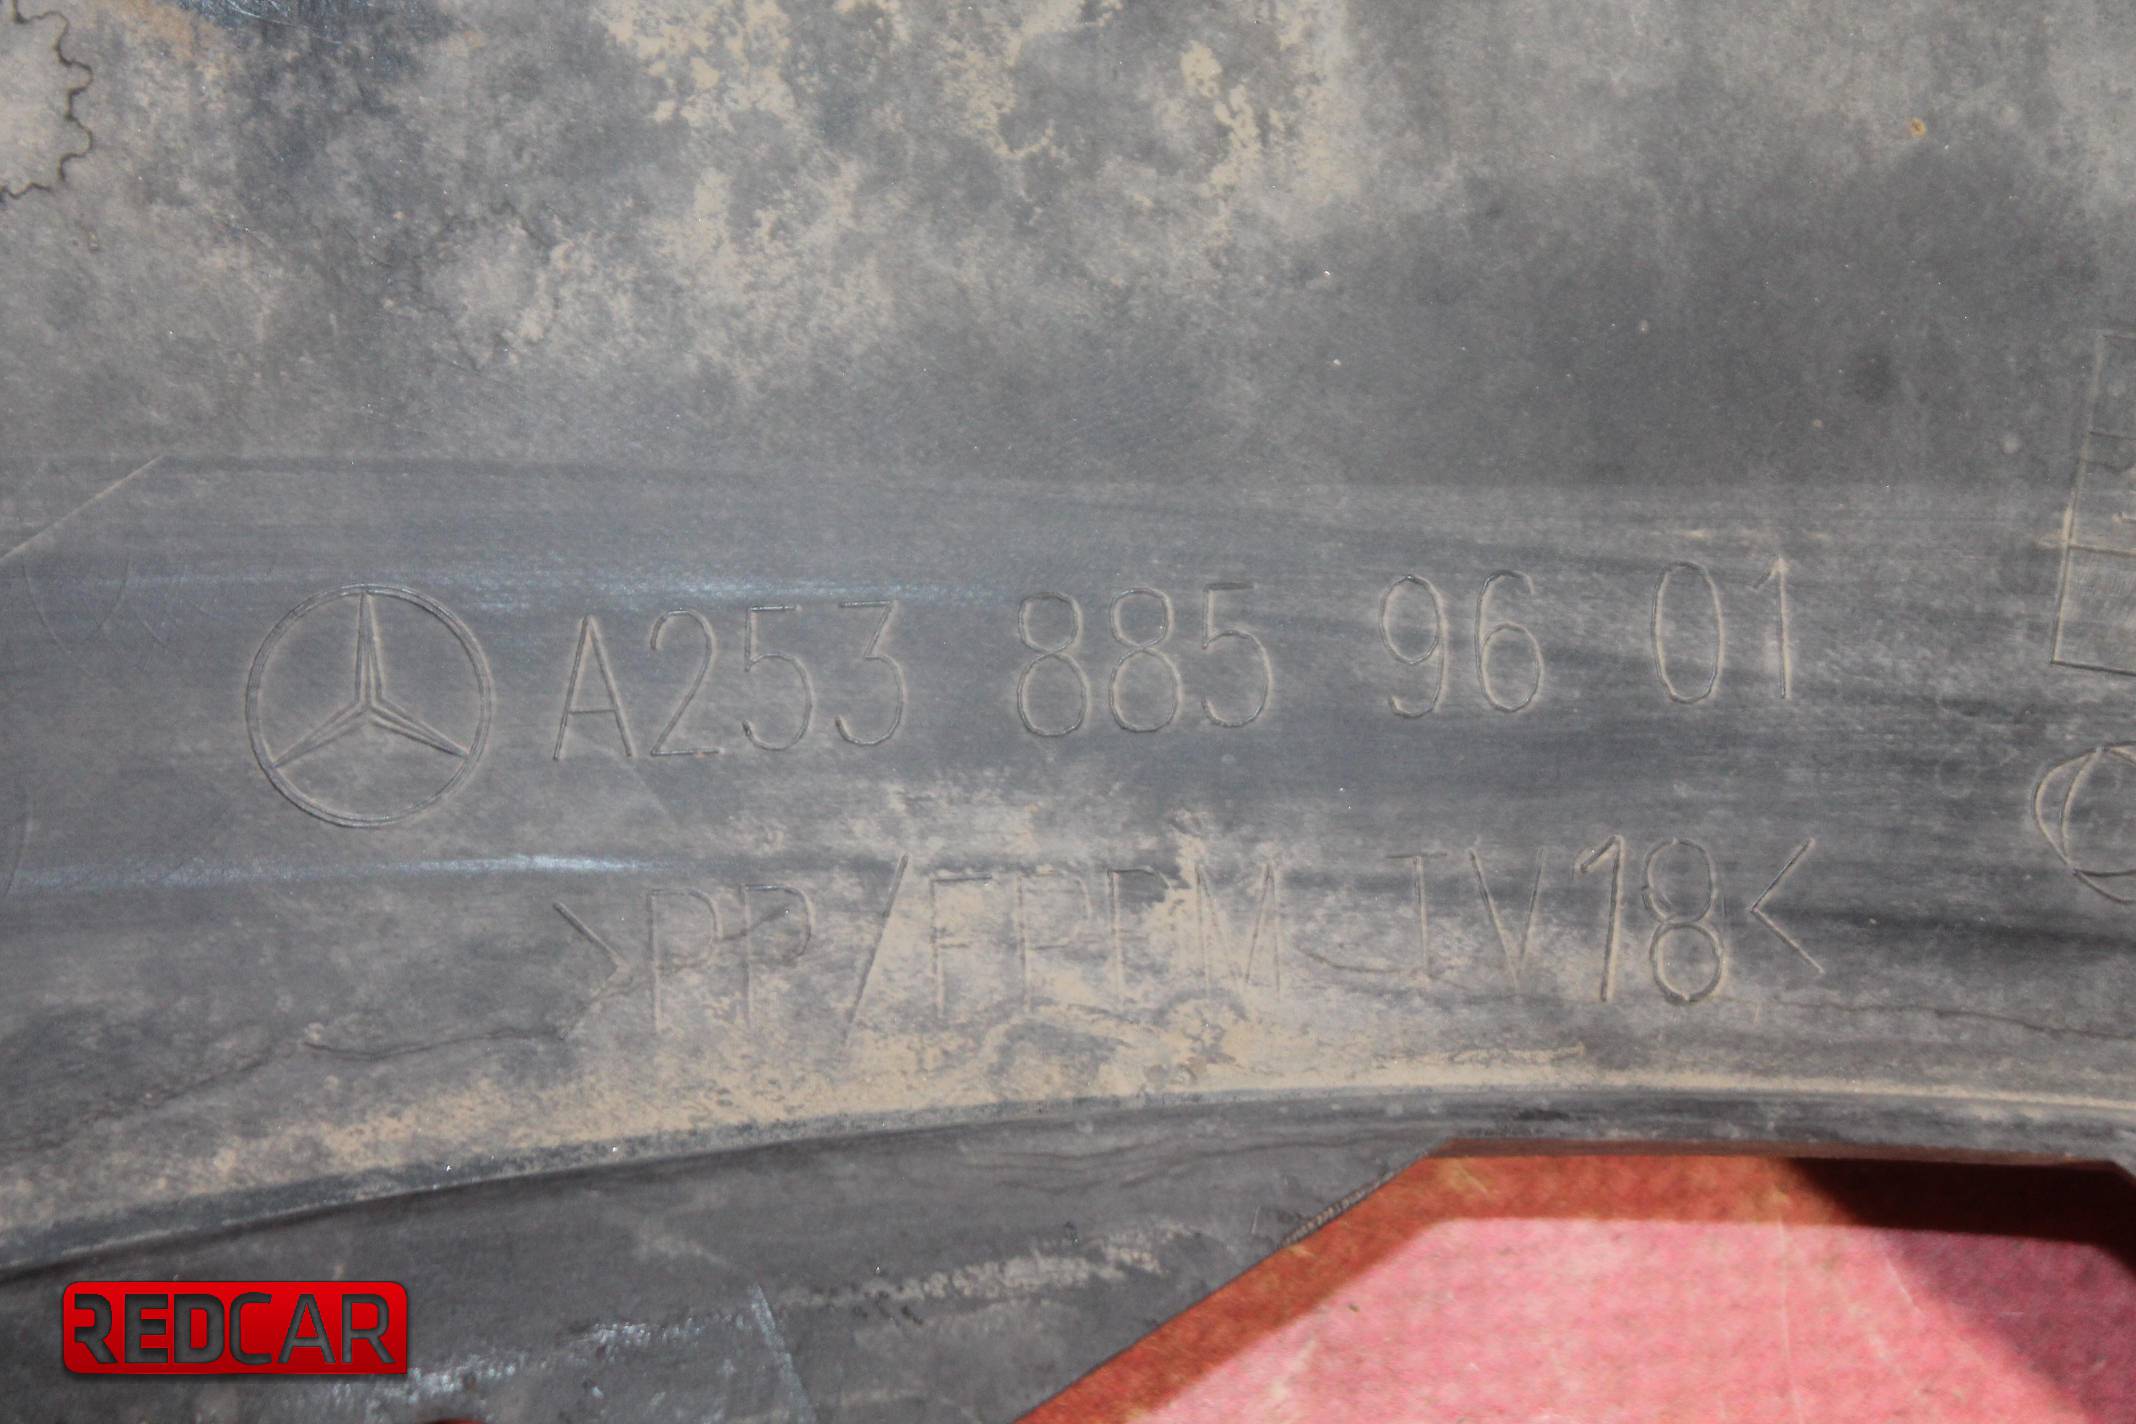 A253 885 96 01
>PP/EPDM-TV18<
REDCAR